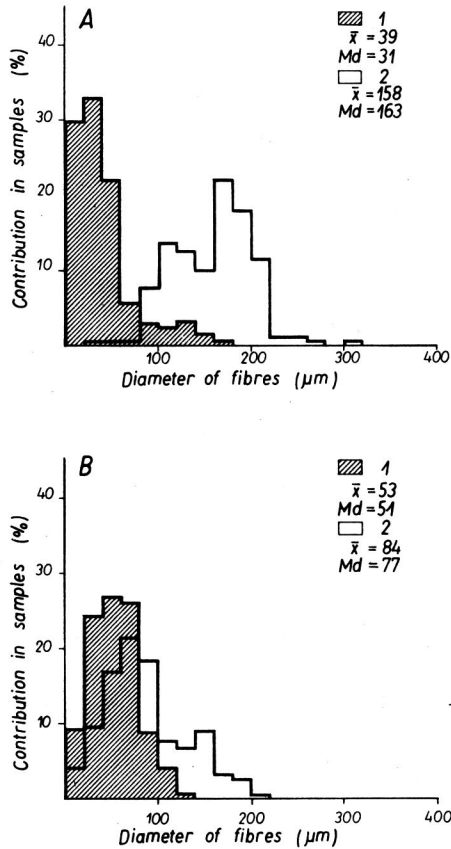 A
40
30
20
10
Contribution in samples (%)
1
x̄ = 39
Md = 31
2
x̄ = 158
Md = 163
100 200 300 400
Diameter of fibres (µm)
B
40
30
20
10
Contribution in samples (%)
1
x̄ = 53
Md = 51
2
x̄ = 84
Md = 77
100 200 300 400
Diameter of fibres (µm)